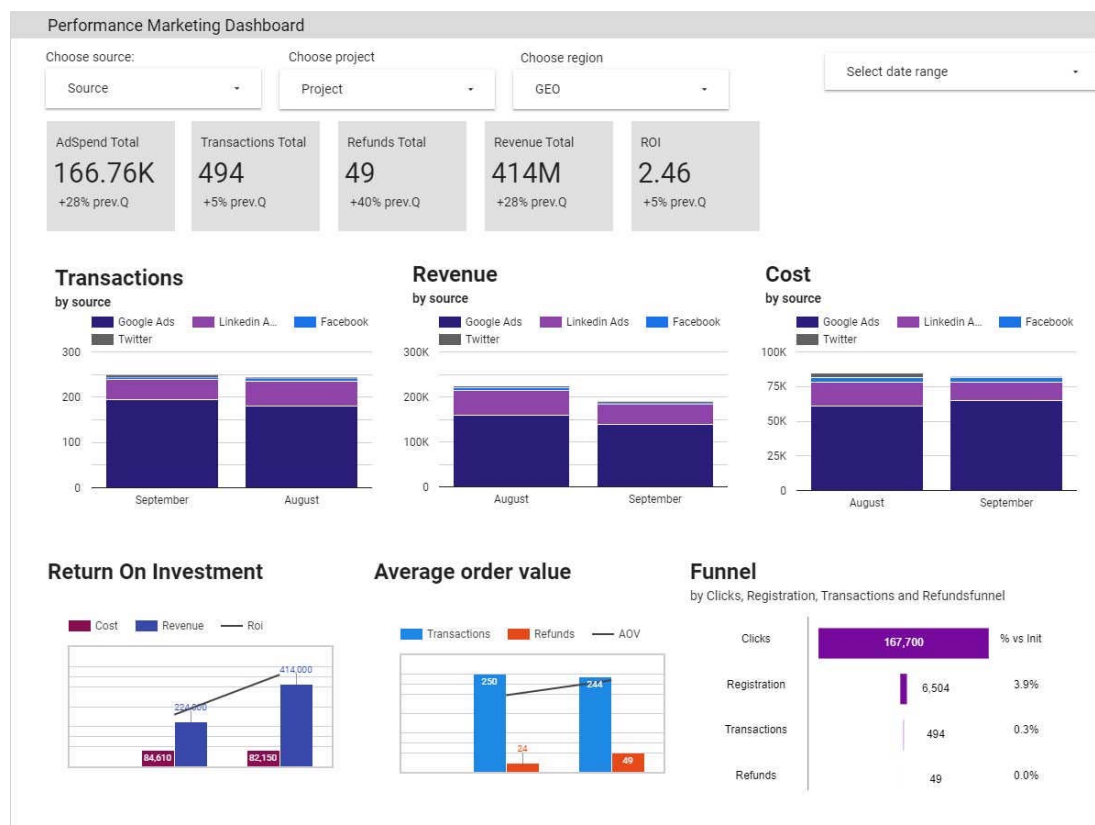 Performance Marketing Dashboard
Choose source:
Choose project
Choose region
Source
Project
GEO
Select date range
AdSpend Total
166.76K
+28% prev.Q
Transactions Total
494
+5% prev.Q
Refunds Total
49
+40% prev.Q
Revenue Total
414M
+28% prev.Q
ROI
2.46
+5% prev.Q
Transactions
by source
Google Ads
Linkedin A...
Facebook
Twitter
300
200
100
0
September
August
Revenue
by source
Google Ads
Linkedin Ads
Facebook
Twitter
300K
200K
100K
0
August
September
Cost
by source
Google Ads
Linkedin A...
Facebook
Twitter
100K
75K
50K
25K
0
August
September
Return On Investment
Cost
Revenue
Roi
224,000
414,000
84,610
82,150
Average order value
Transactions
Refunds
AOV
250
24
244
49
Funnel
by Clicks, Registration, Transactions and Refundsfunnel
Clicks
167,700
% vs Init
Registration
6,504
3.9%
Transactions
494
0.3%
Refunds
49
0.0%